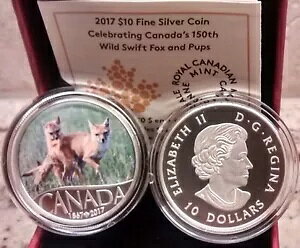 2017 $10 Fine Silver Coin
Celebrating Canada's 150th
Wild Swift Fox and Pups
ROYAL CANADIAN
MINT
CANADA
1867 2017
ELIZABETH II D·G·REGINA
10 DOLLARS